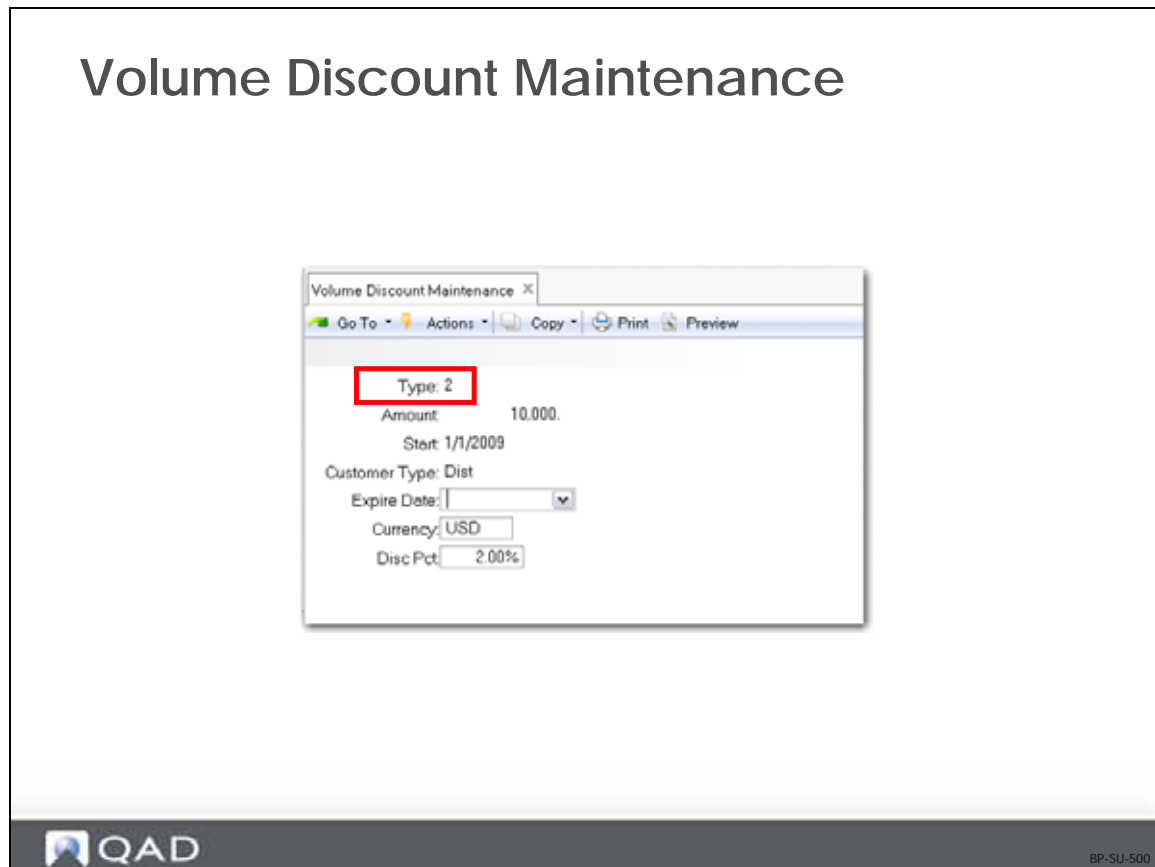 Volume Discount Maintenance
Volume Discount Maintenance
Go To Actions Copy Print Preview
Type: 2
Amount: 10,000.
Start: 1/1/2009
Customer Type: Dist
Expire Date:
Currency: USD
Disc Pct: 2.00%
QAD
BP-SU-500